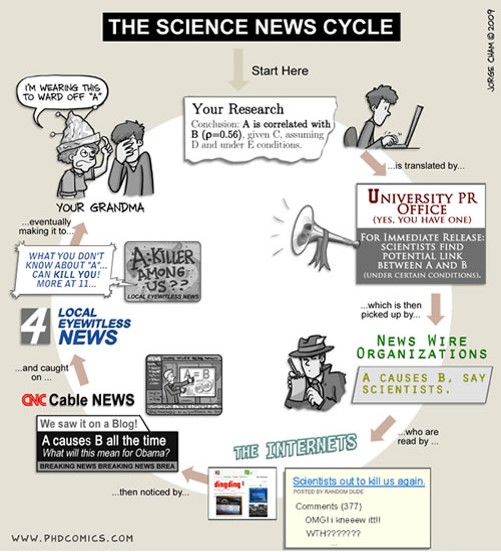 THE SCIENCE NEWS CYCLE
JORGE CHAM © 2009
Start Here
Your Research
Conclusion: A is correlated with
B (ρ=0.56), given C, assuming
D and under E conditions.
...is translated by...
UNIVERSITY PR
OFFICE
(YES, YOU HAVE ONE)
FOR IMMEDIATE RELEASE:
SCIENTISTS FIND
POTENTIAL LINK
BETWEEN A AND B
(UNDER CERTAIN CONDITIONS).
...which is then
picked up by...
NEWS WIRE
ORGANIZATIONS
A CAUSES B, SAY
SCIENTISTS.
...who are
read by ...
THE INTERNETS
dingding
Scientists out to kill us again.
POSTED BY RANDOM DUDE
Comments (377)
OMG! i kneeew itt!!
WTH???????
...then noticed by...
CNC Cable NEWS
We saw it on a Blog!
A causes B all the time
What will this mean for Obama?
BREAKING NEWS BREAKING NEWS BREA
A=B
...and caught
on ...
4 LOCAL
EYEWITLESS
NEWS
WHAT YOU DON'T
KNOW ABOUT "A"...
CAN KILL YOU!
MORE AT 11...
A: KILLER
AMONG
US??
LOCAL EYEWITLESS NEWS
...eventually
making it to...
YOUR GRANDMA
I'M WEARING THIS
TO WARD OFF "A"
WWW.PHDCOMICS.COM